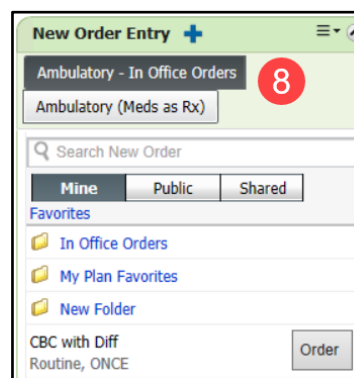 New Order Entry
Ambulatory - In Office Orders
8
Ambulatory (Meds as Rx)
Search New Order
Mine Public Shared
Favorites
In Office Orders
My Plan Favorites
New Folder
CBC with Diff
Order
Routine, ONCE